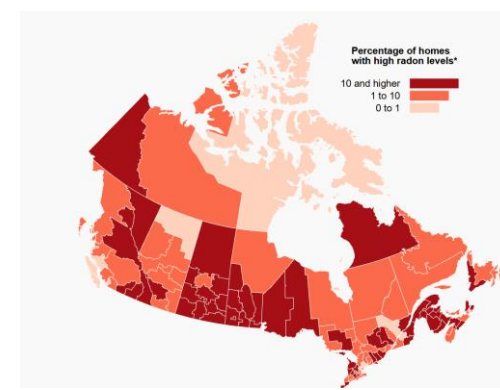 Percentage of homes
with high radon levels*
10 and higher
1 to 10
0 to 1